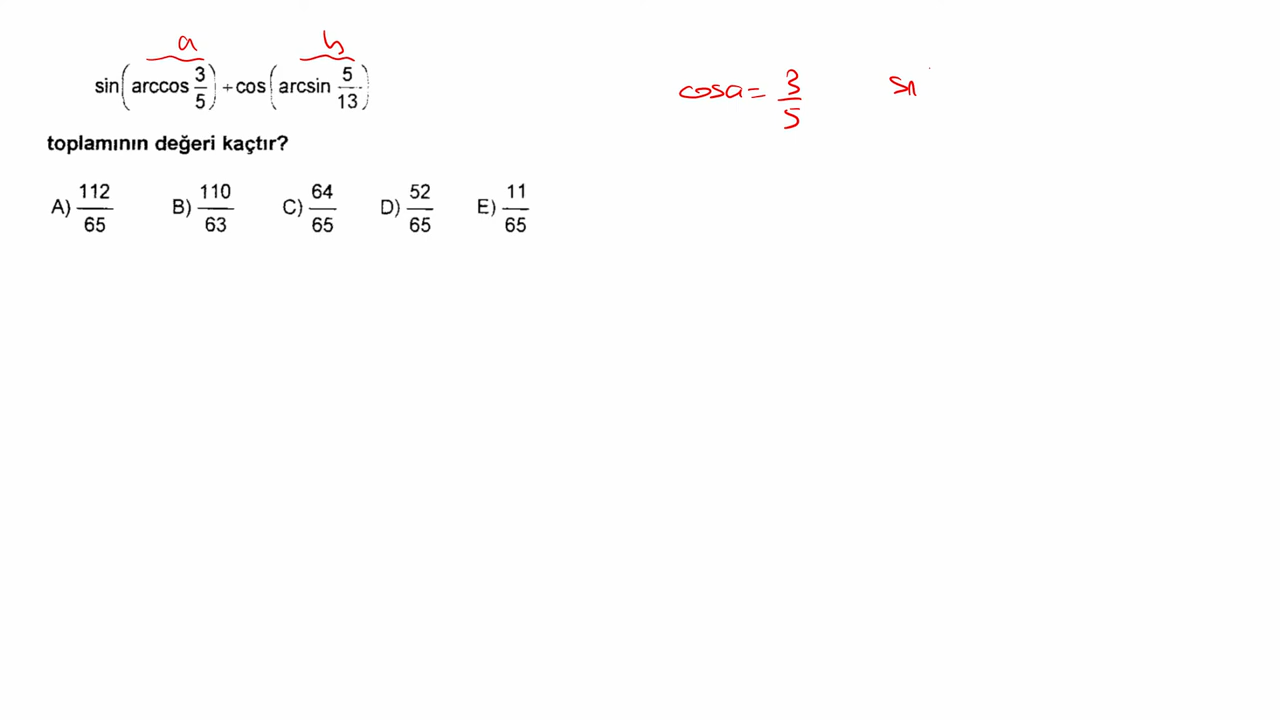 a b
sin(arccos 3/5) + cos(arcsin 5/13)
cosa = 3/5 sn
toplamının değeri kaçtır?
A) 112/65 B) 110/63 C) 64/65 D) 52/65 E) 11/65